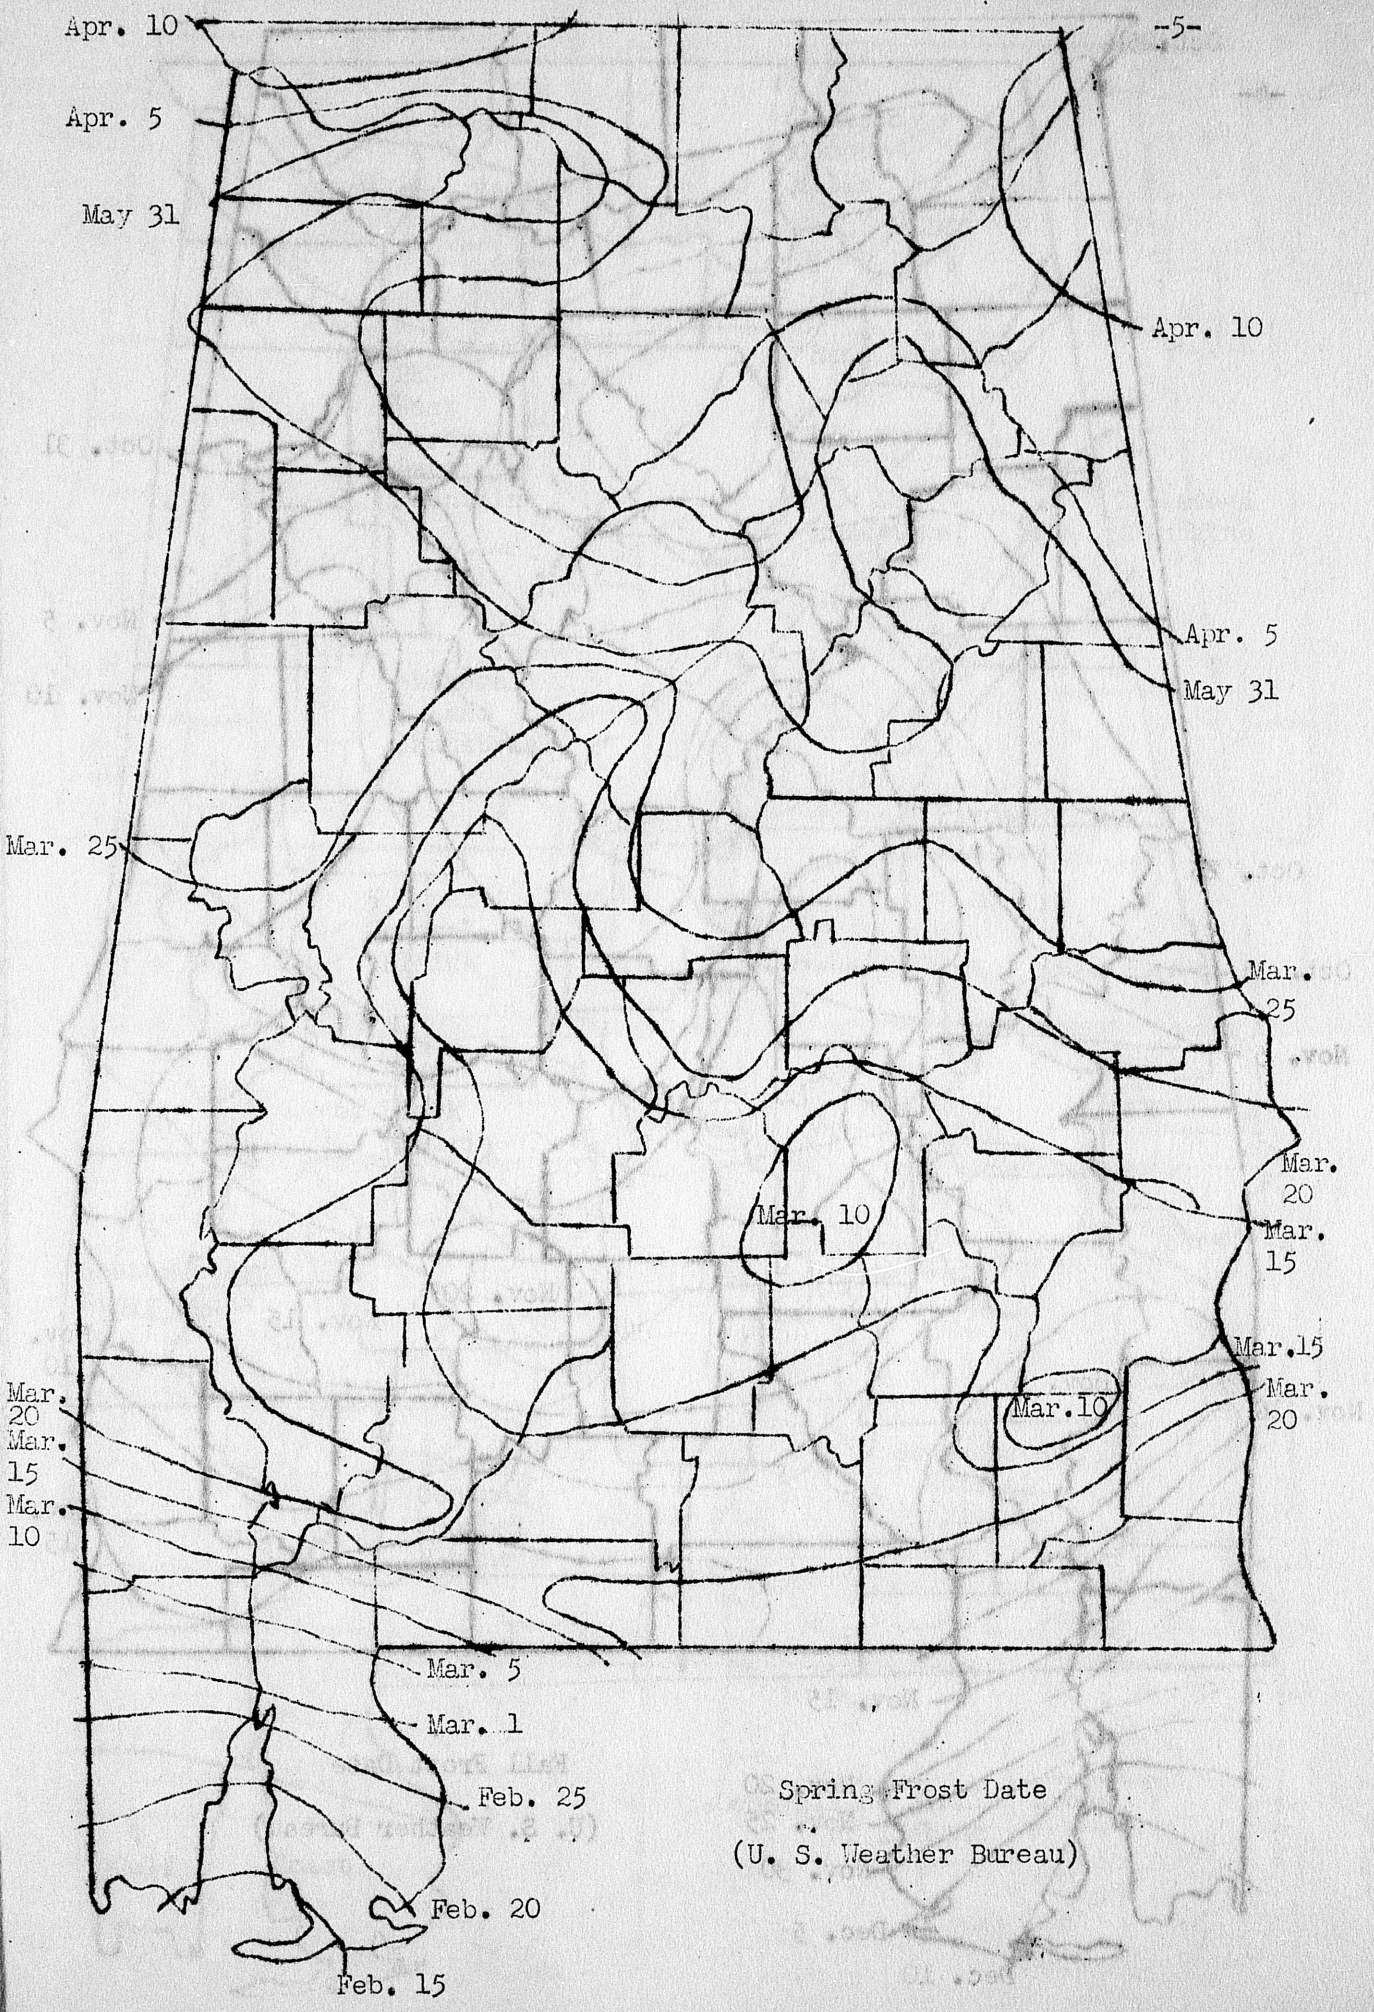 Apr. 10
-5-
Apr. 5
May 31
Apr. 10
Apr. 5
May 31
Mar. 25
Mar.
25
Mar.
20
Mar. 10
Mar.
15
Mar.15
Mar.
20
Mar.10
Mar.
20
Mar.
15
Mar.
10
Mar. 5
Mar. 1
Feb. 25
Spring Frost Date
(U. S. Weather Bureau)
Feb. 20
Feb. 15